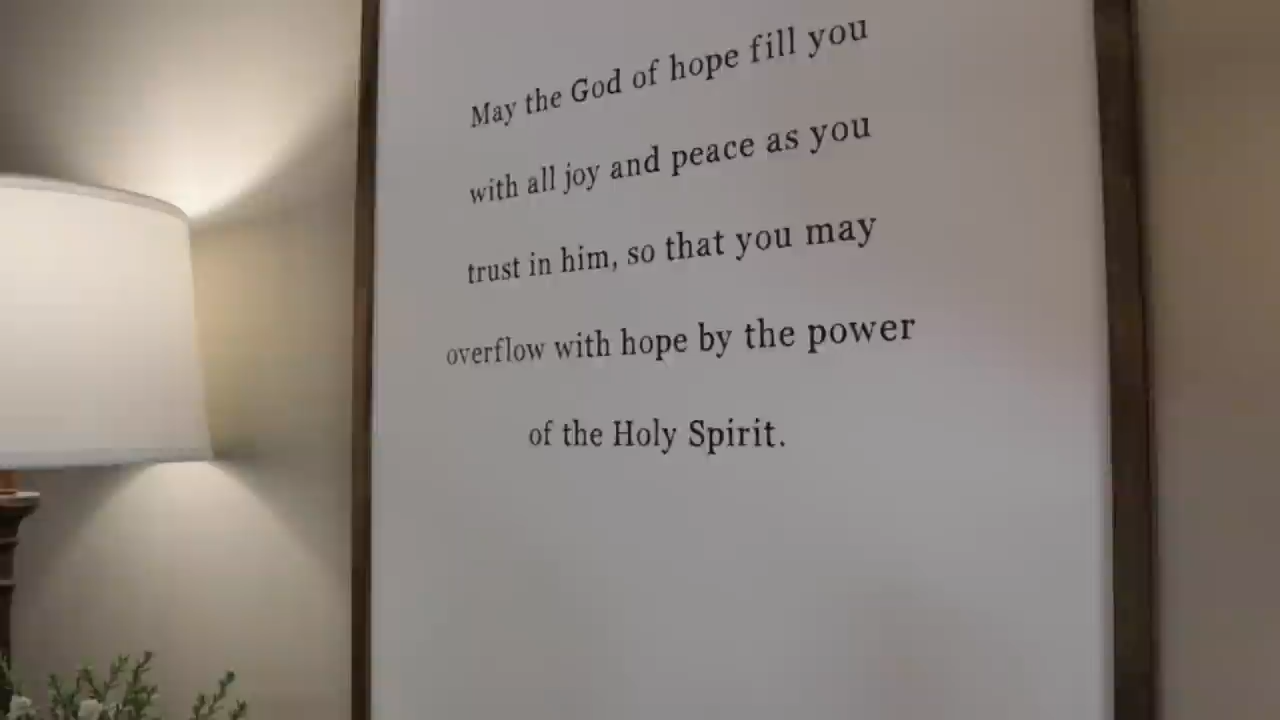 May the God of hope fill you
with all joy and peace as you
trust in him, so that you may
overflow with hope by the power
of the Holy Spirit.